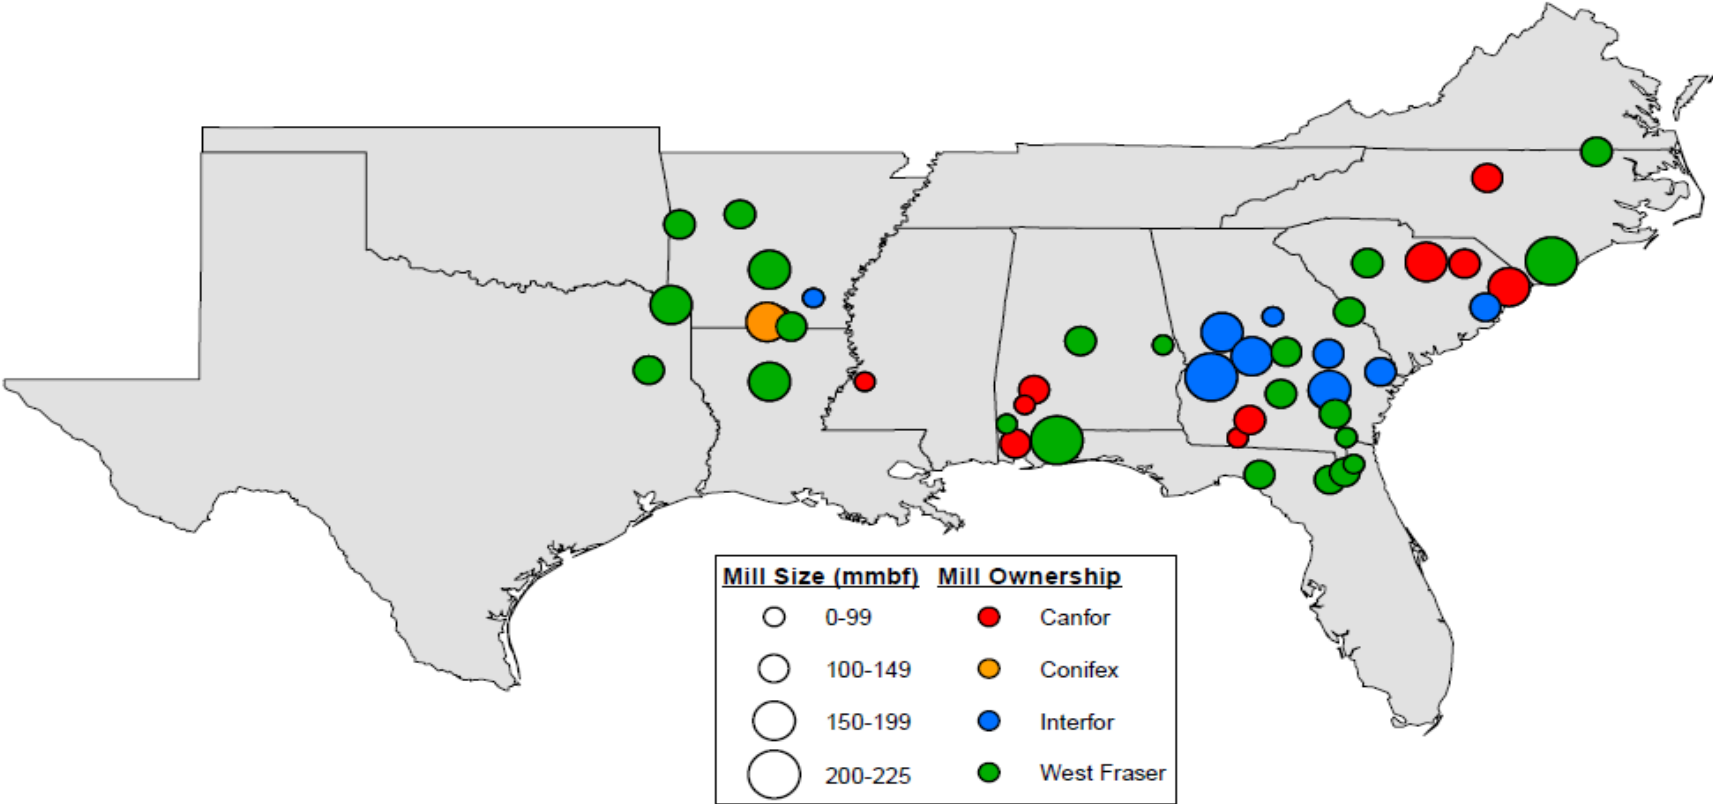 Mill Size (mmbf) Mill Ownership
0-99 Canfor
100-149 Conifex
150-199 Interfor
200-225 West Fraser